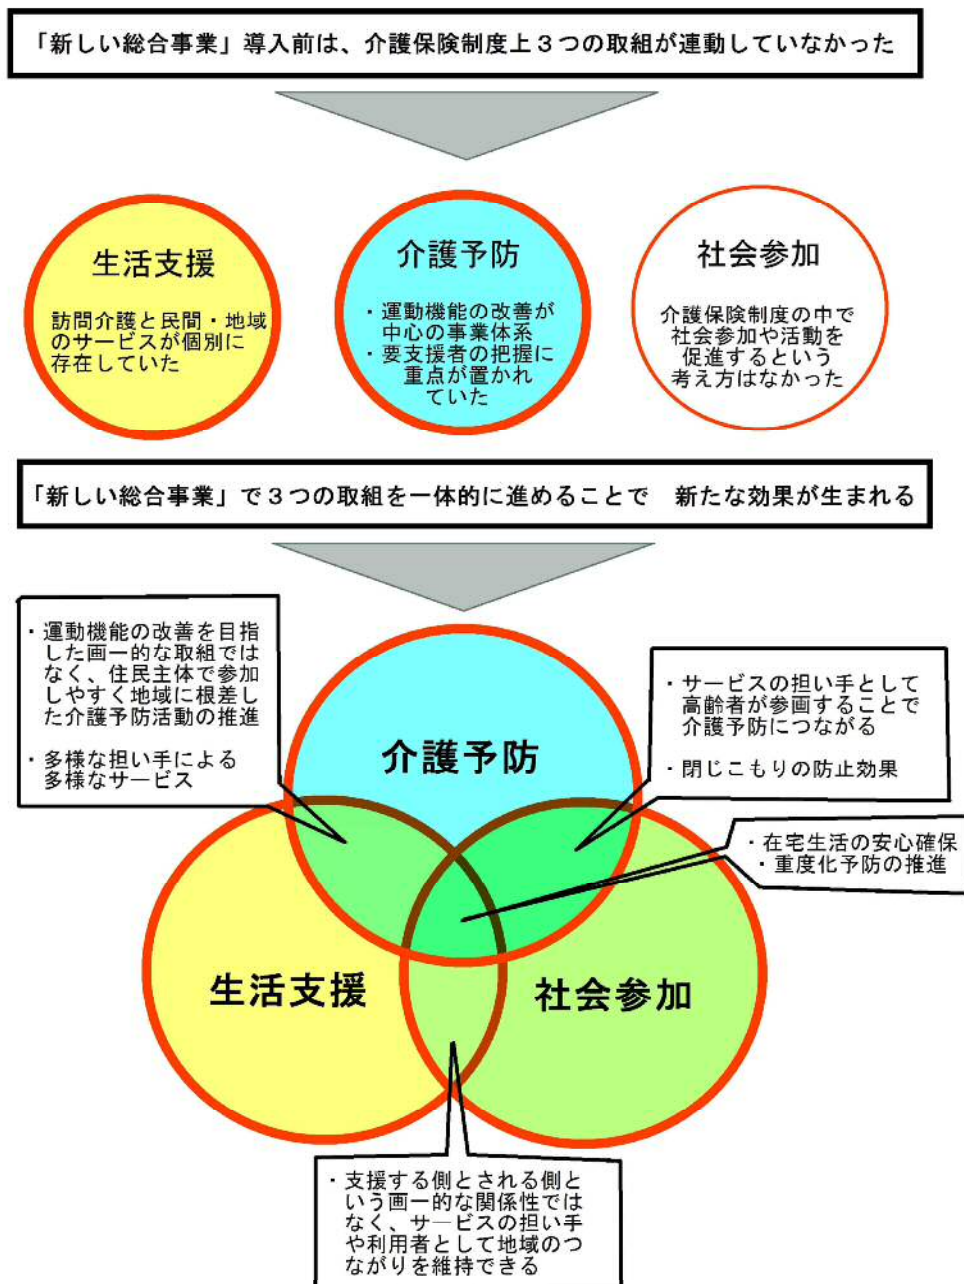 「新しい総合事業」導入前は、介護保険制度上３つの取組が連動していなかった
生活支援
訪問介護と民間・地域
のサービスが個別に
存在していた
介護予防
・運動機能の改善が
中心の事業体系
・要支援者の把握に
重点が置かれ
ていた
社会参加
介護保険制度の中で
社会参加や活動を
促進するという
考え方はなかった
「新しい総合事業」で３つの取組を一体的に進めることで　新たな効果が生まれる
・運動機能の改善を目指
した画一的な取組では
なく、住民主体で参加
しやすく地域に根差し
た介護予防活動の推進
・多様な担い手による
多様なサービス
・サービスの担い手として
高齢者が参画することで
介護予防につながる
・閉じこもりの防止効果
・在宅生活の安心確保
・重度化予防の推進
介護予防
生活支援
社会参加
・支援する側とされる側と
いう画一的な関係性では
なく、サービスの担い手
や利用者として地域のつ
ながりを維持できる